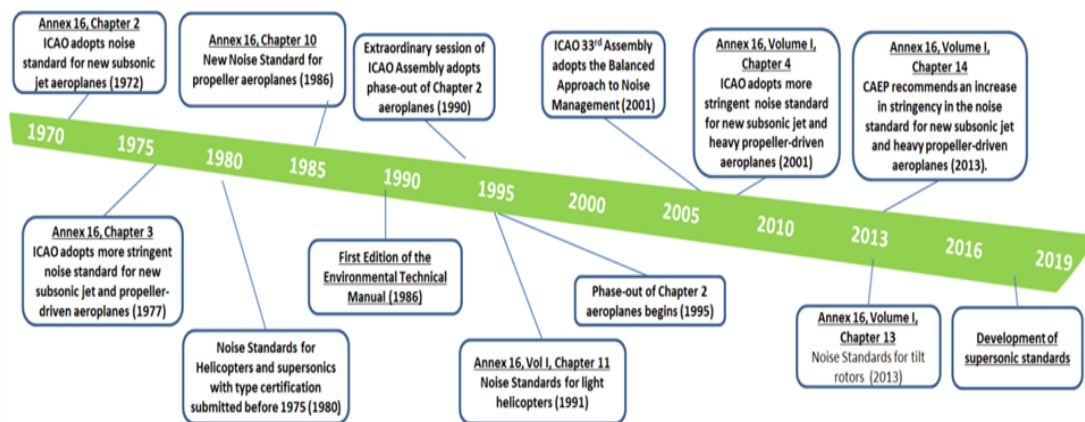 Annex 16, Chapter 2
ICAO adopts noise
standard for new subsonic
jet aeroplanes (1972)
Annex 16, Chapter 10
New Noise Standard for
propeller aeroplanes (1986)
Extraordinary session of
ICAO Assembly adopts
phase-out of Chapter 2
aeroplanes (1990)
ICAO 33rd Assembly
adopts the Balanced
Approach to Noise
Management (2001)
Annex 16, Volume I,
Chapter 4
ICAO adopts more
stringent noise standard
for new subsonic jet and
heavy propeller-driven
aeroplanes (2001)
Annex 16, Volume I,
Chapter 14
CAEP recommends an increase
in stringency in the noise
standard for new subsonic jet
and heavy propeller-driven
aeroplanes (2013).
1970
1975
1980
1985
1990
1995
2000
2005
2010
2013
2016
2019
Annex 16, Chapter 3
ICAO adopts more stringent
noise standard for new
subsonic jet and propeller-
driven aeroplanes (1977)
Noise Standards for
Helicopters and supersonics
with type certification
submitted before 1975 (1980)
First Edition of the
Environmental Technical
Manual (1986)
Annex 16, Vol I, Chapter 11
Noise Standards for light
helicopters (1991)
Phase-out of Chapter 2
aeroplanes begins (1995)
Annex 16, Volume I,
Chapter 13
Noise Standards for tilt
rotors (2013)
Development of
supersonic standards